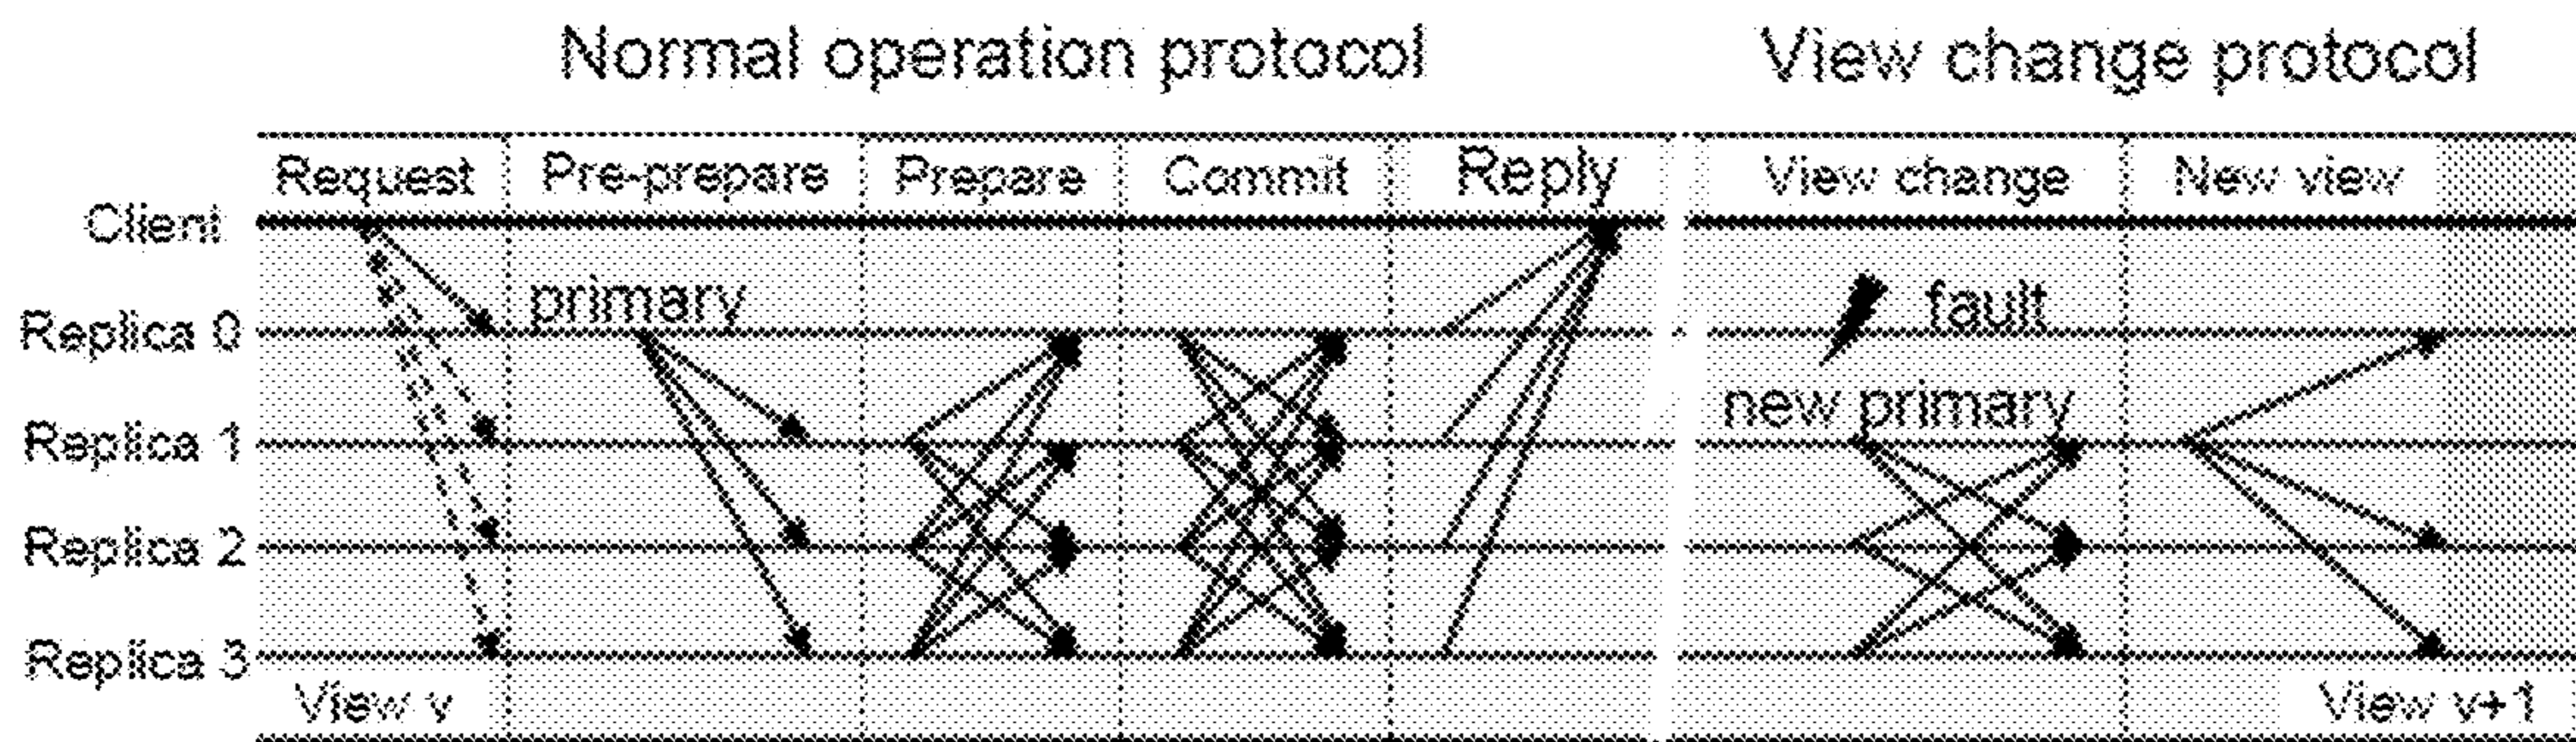 Normal operation protocol
View change protocol
Request Pre-prepare Prepare Commit Reply View change New view
Client
primary
fault
Replica 0
new primary
Replica 1
Replica 2
Replica 3
View v
View v+1